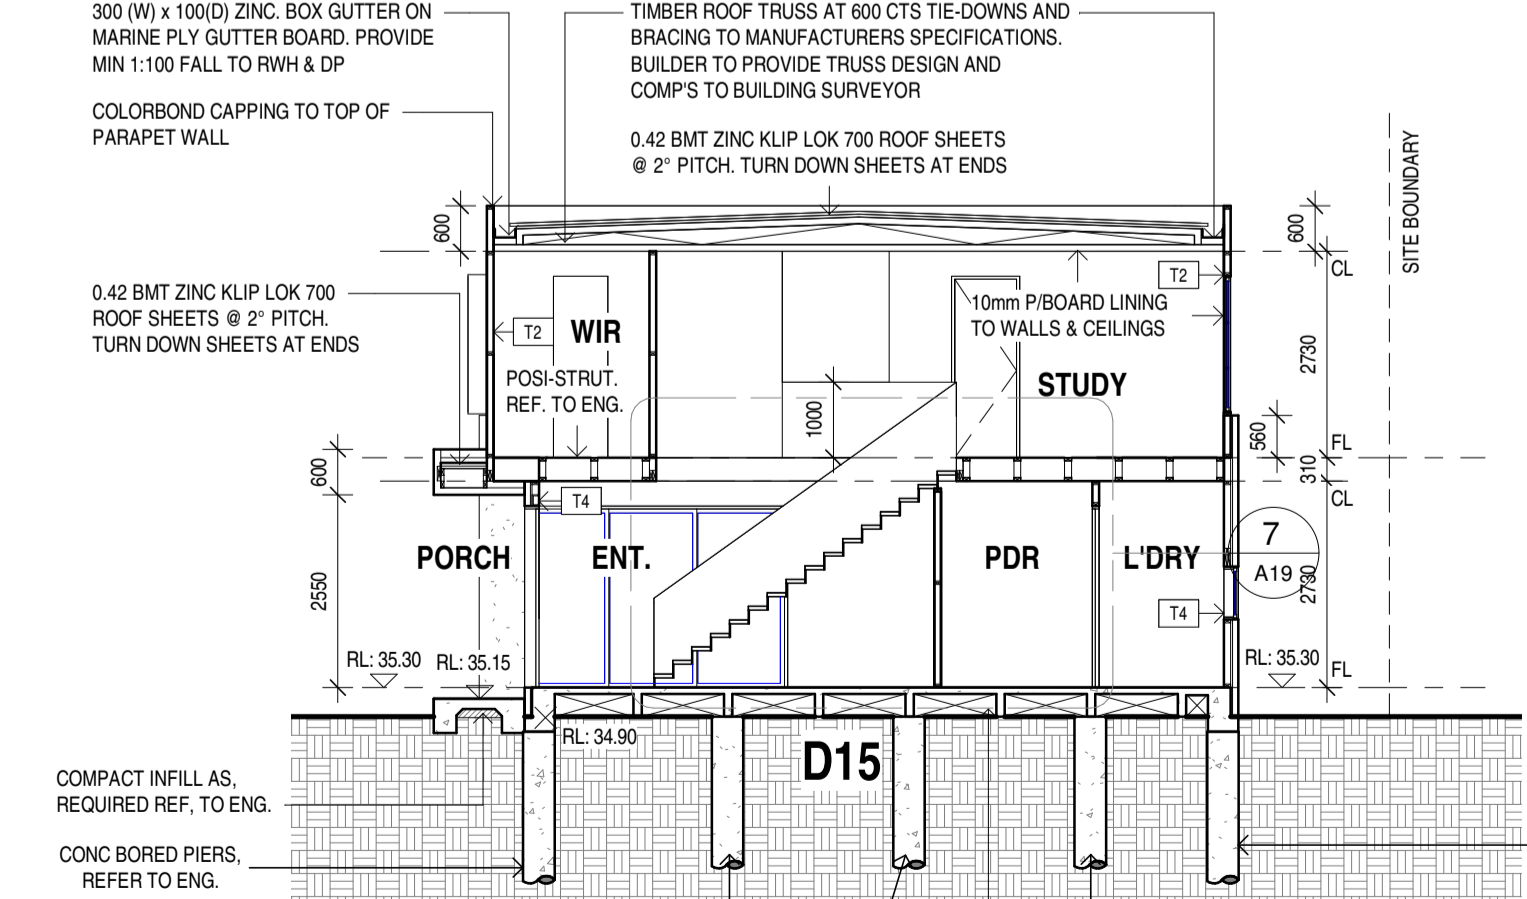 300 (W) x 100(D) ZINC. BOX GUTTER ON
MARINE PLY GUTTER BOARD. PROVIDE
MIN 1:100 FALL TO RWH & DP
COLORBOND CAPPING TO TOP OF
PARAPET WALL
TIMBER ROOF TRUSS AT 600 CTS TIE-DOWNS AND
BRACING TO MANUFACTURERS SPECIFICATIONS.
BUILDER TO PROVIDE TRUSS DESIGN AND
COMP'S TO BUILDING SURVEYOR
0.42 BMT ZINC KLIP LOK 700 ROOF SHEETS
@ 2° PITCH. TURN DOWN SHEETS AT ENDS
SITE BOUNDARY
600
600
CL
T2
0.42 BMT ZINC KLIP LOK 700
ROOF SHEETS @ 2° PITCH.
TURN DOWN SHEETS AT ENDS
10mm P/BOARD LINING
TO WALLS & CEILINGS
T2
WIR
2730
POSI-STRUT.
REF. TO ENG.
STUDY
1000
560
FL
600
310
CL
T4
7
A19
PORCH
ENT.
PDR
L'DRY
2550
2730
T4
RL: 35.30
RL: 35.15
RL: 35.30
FL
RL: 34.90
D15
COMPACT INFILL AS,
REQUIRED REF, TO ENG.
CONC BORED PIERS,
REFER TO ENG.